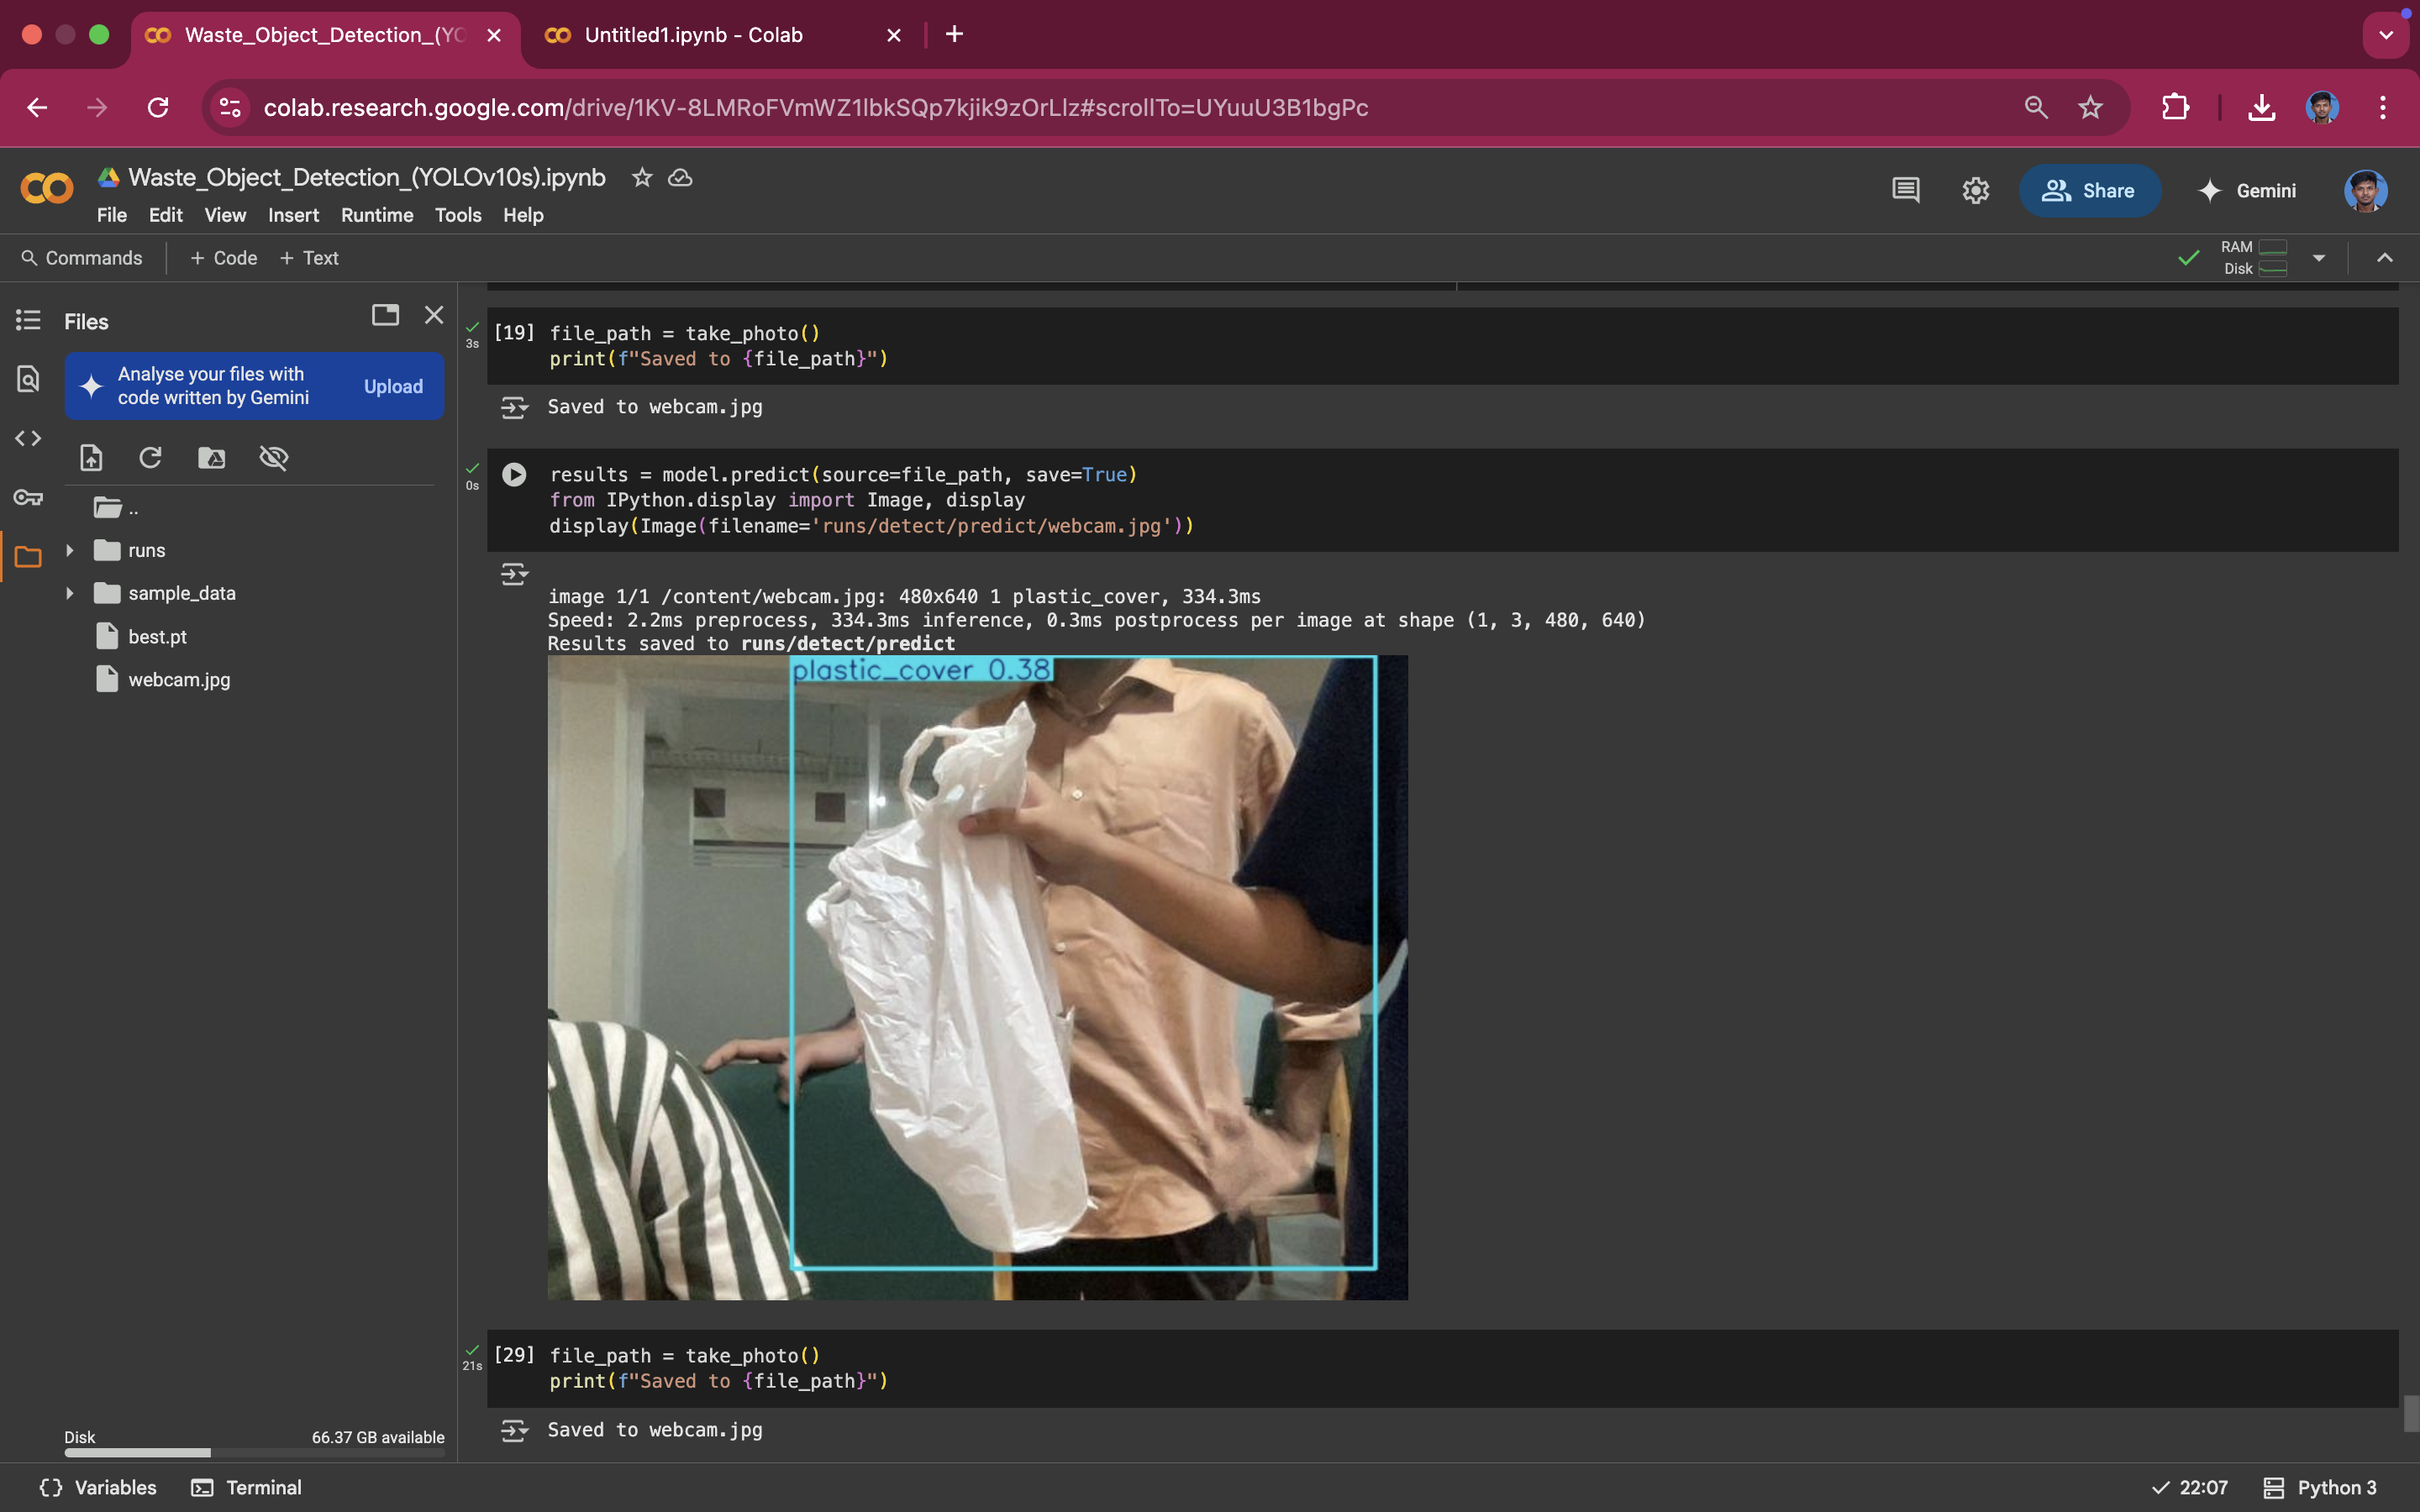 Waste_Object_Detection_(YO
Untitled1.ipynb - Colab
colab.research.google.com/drive/1KV-8LMRoFVmWZ1lbkSQp7kjik9zOrLlz#scrollTo=UYuuU3B1bgPc
Waste_Object_Detection_(YOLOv10s).ipynb
File Edit View Insert Runtime Tools Help
Share
Gemini
Commands
+ Code + Text
RAM
Disk
Files
Analyse your files with
code written by Gemini
Upload
..
runs
sample_data
best.pt
webcam.jpg
Disk
66.37 GB available
3s
[19] file_path = take_photo()
print(f"Saved to {file_path}")
Saved to webcam.jpg
0s
results = model.predict(source=file_path, save=True)
from IPython.display import Image, display
display(Image(filename='runs/detect/predict/webcam.jpg'))
image 1/1 /content/webcam.jpg: 480x640 1 plastic_cover, 334.3ms
Speed: 2.2ms preprocess, 334.3ms inference, 0.3ms postprocess per image at shape (1, 3, 480, 640)
Results saved to runs/detect/predict
plastic_cover 0.38
21s
[29] file_path = take_photo()
print(f"Saved to {file_path}")
Saved to webcam.jpg
{} Variables
Terminal
22:07
Python 3